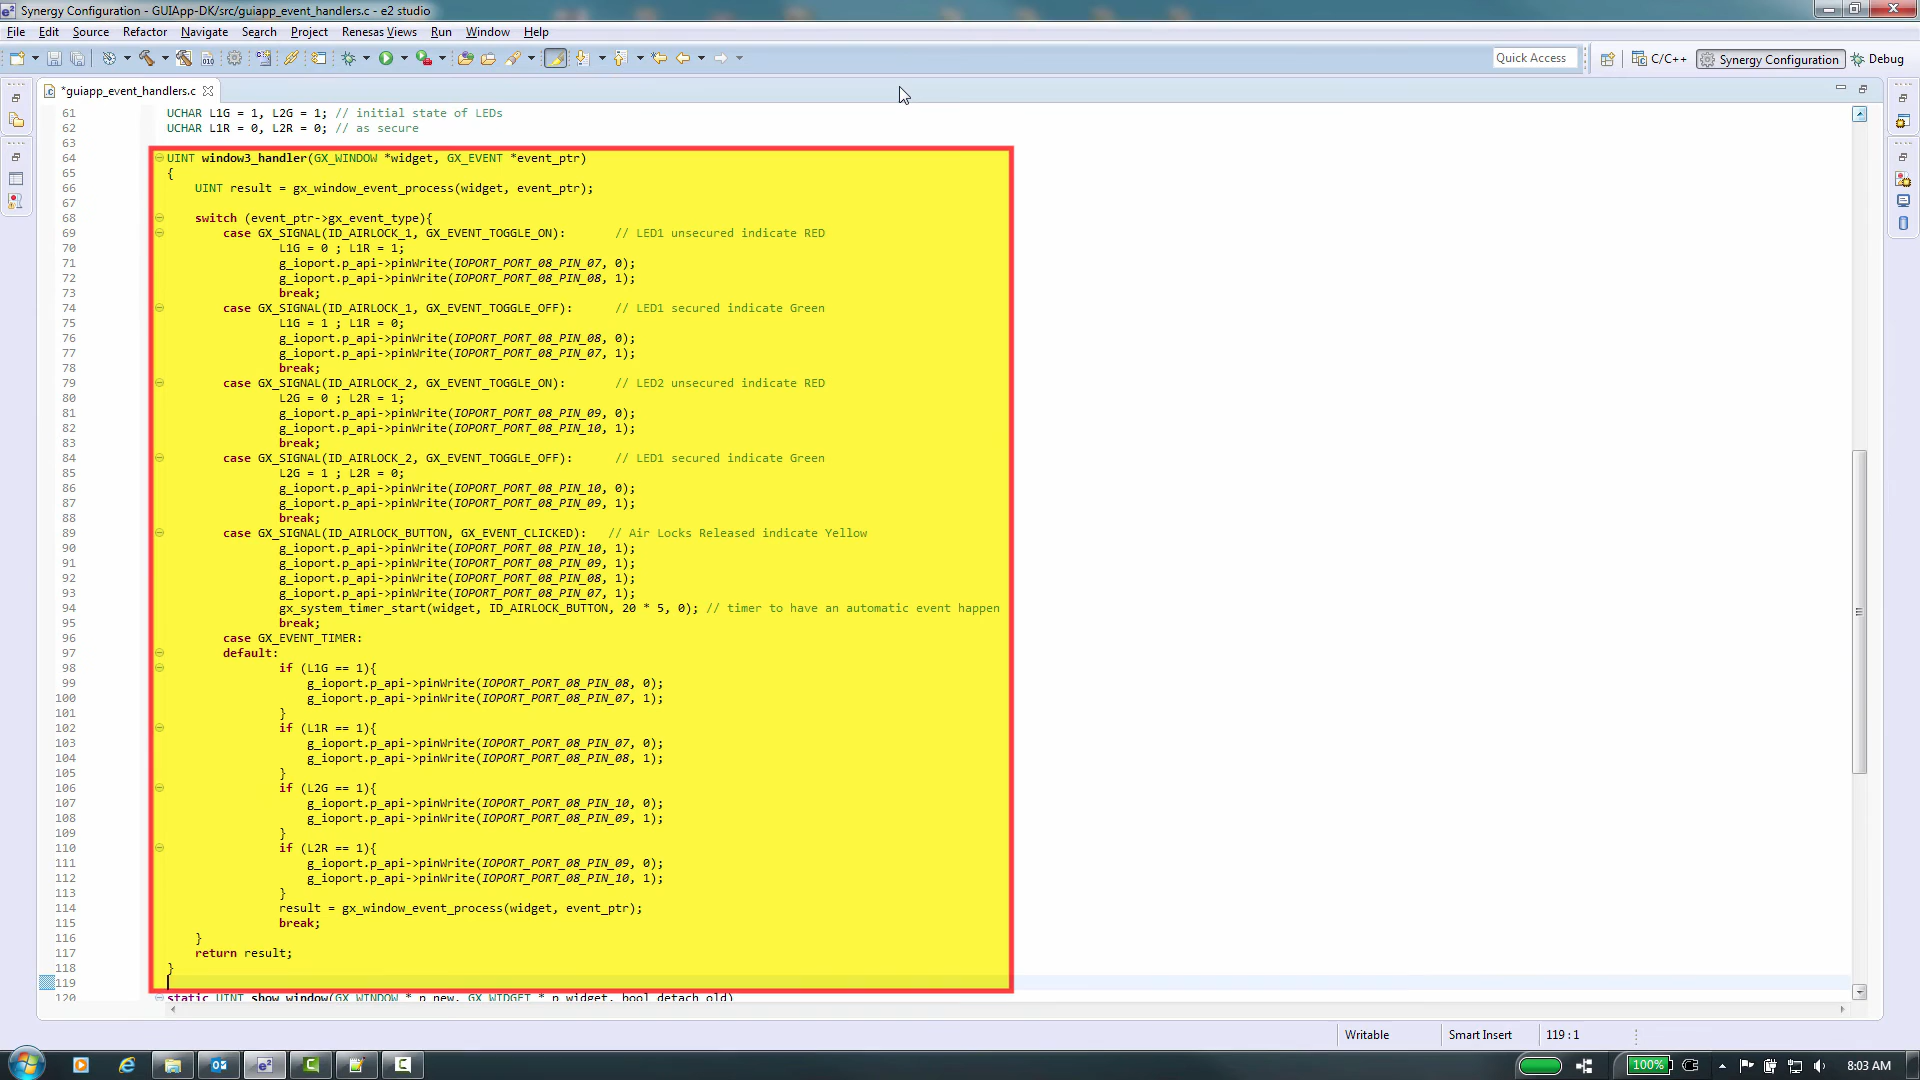 Synergy Configuration - GUIApp-DK/src/guiapp_event_handlers.c - e2 studio
File Edit Source Refactor Navigate Search Project Renesas Views Run Window Help
Quick Access C/C++ Synergy Configuration Debug
*guiapp_event_handlers.c
61 UCHAR L1G = 1, L2G = 1; // initial state of LEDs
62 UCHAR L1R = 0, L2R = 0; // as secure
63
64 UINT window3_handler(GX_WINDOW *widget, GX_EVENT *event_ptr)
65 {
66 UINT result = gx_window_event_process(widget, event_ptr);
67
68 switch (event_ptr->gx_event_type){
69 case GX_SIGNAL(ID_AIRLOCK_1, GX_EVENT_TOGGLE_ON): // LED1 unsecured indicate RED
70 L1G = 0 ; L1R = 1;
71 g_ioport.p_api->pinWrite(IOPORT_PORT_08_PIN_07, 0);
72 g_ioport.p_api->pinWrite(IOPORT_PORT_08_PIN_08, 1);
73 break;
74 case GX_SIGNAL(ID_AIRLOCK_1, GX_EVENT_TOGGLE_OFF): // LED1 secured indicate Green
75 L1G = 1 ; L1R = 0;
76 g_ioport.p_api->pinWrite(IOPORT_PORT_08_PIN_08, 0);
77 g_ioport.p_api->pinWrite(IOPORT_PORT_08_PIN_07, 1);
78 break;
79 case GX_SIGNAL(ID_AIRLOCK_2, GX_EVENT_TOGGLE_ON): // LED2 unsecured indicate RED
80 L2G = 0 ; L2R = 1;
81 g_ioport.p_api->pinWrite(IOPORT_PORT_08_PIN_09, 0);
82 g_ioport.p_api->pinWrite(IOPORT_PORT_08_PIN_10, 1);
83 break;
84 case GX_SIGNAL(ID_AIRLOCK_2, GX_EVENT_TOGGLE_OFF): // LED1 secured indicate Green
85 L2G = 1 ; L2R = 0;
86 g_ioport.p_api->pinWrite(IOPORT_PORT_08_PIN_10, 0);
87 g_ioport.p_api->pinWrite(IOPORT_PORT_08_PIN_09, 1);
88 break;
89 case GX_SIGNAL(ID_AIRLOCK_BUTTON, GX_EVENT_CLICKED): // Air Locks Released indicate Yellow
90 g_ioport.p_api->pinWrite(IOPORT_PORT_08_PIN_10, 1);
91 g_ioport.p_api->pinWrite(IOPORT_PORT_08_PIN_09, 1);
92 g_ioport.p_api->pinWrite(IOPORT_PORT_08_PIN_08, 1);
93 g_ioport.p_api->pinWrite(IOPORT_PORT_08_PIN_07, 1);
94 gx_system_timer_start(widget, ID_AIRLOCK_BUTTON, 20 * 5, 0); // timer to have an automatic event happen
95 break;
96 case GX_EVENT_TIMER:
97 default:
98 if (L1G == 1){
99 g_ioport.p_api->pinWrite(IOPORT_PORT_08_PIN_08, 0);
100 g_ioport.p_api->pinWrite(IOPORT_PORT_08_PIN_07, 1);
101 }
102 if (L1R == 1){
103 g_ioport.p_api->pinWrite(IOPORT_PORT_08_PIN_07, 0);
104 g_ioport.p_api->pinWrite(IOPORT_PORT_08_PIN_08, 1);
105 }
106 if (L2G == 1){
107 g_ioport.p_api->pinWrite(IOPORT_PORT_08_PIN_10, 0);
108 g_ioport.p_api->pinWrite(IOPORT_PORT_08_PIN_09, 1);
109 }
110 if (L2R == 1){
111 g_ioport.p_api->pinWrite(IOPORT_PORT_08_PIN_09, 0);
112 g_ioport.p_api->pinWrite(IOPORT_PORT_08_PIN_10, 1);
113 }
114 result = gx_window_event_process(widget, event_ptr);
115 break;
116 }
117 return result;
118 }
119
120 static UINT show_window(GX_WINDOW * p_new, GX_WIDGET * p_widget, bool detach_old)
Writable Smart Insert 119 : 1
100% 8:03 AM